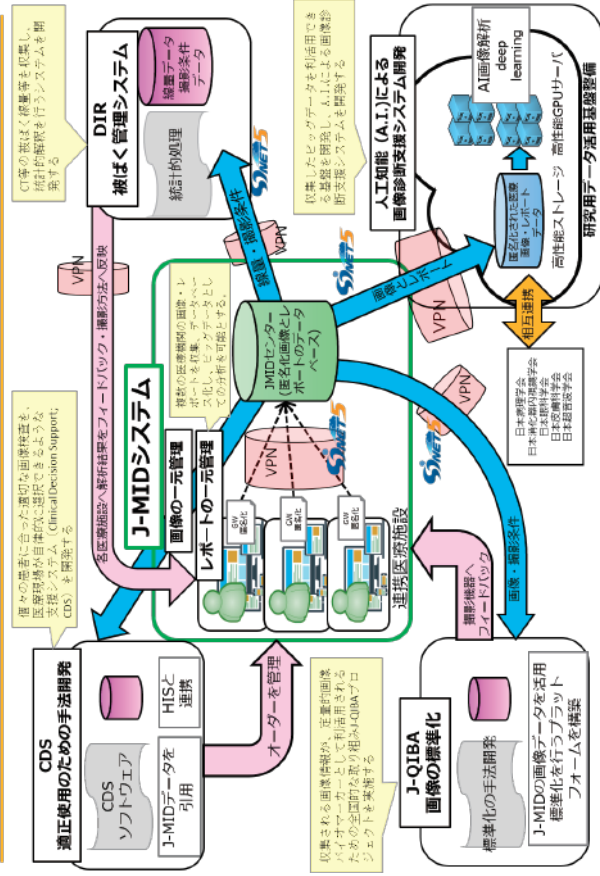 CDS
適正使用のための手法開発
CDS
ソフトウェア
HISと
連携
J-MIDデータを
引用
個々の患者に合った適切な画像検査を
医療現場が自律的に選択できるような
支援システム（Clinical Decision Support;
CDS）を開発する
VPN
各医療施設へ解析結果をフィードバック・撮影方法へ反映
DIR
被ばく管理システム
統計的処理
線量データ
撮影条件
データ
CT等の被ばく線量等を収集し、
統計的解釈を行うシステムを開
発する
オーダーを管理
J-MIDシステム
画像の一元管理
レポートの一元管理
複数の医療機関の画像・レ
ポートを収集、データベー
ス化し、ビッグデータとし
ての分析を可能とする。
GW
匿名化
GW
匿名化
GW
匿名化
連携医療施設
VPN
SINET5
JMIDセンター
(匿名化画像とレ
ポートのデータ
ベース)
線量・撮影条件
VPN
SINET5
画像とレポート
VPN
SINET5
収集したビッグデータを利活用でき
る基盤を開発し、A.I.による画像診
断支援システムを開発する
人工知能（A.I.)による
画像診断支援システム開発
匿名化された医療
画像・レポート
データ
AI画像解析
deep
learning
高性能ストレージ
高性能GPUサーバ
研究用データ活用基盤整備
相互連携
日本病理学会
日本消化器内視鏡学会
日本眼科学会
日本皮膚科学会
日本超音波学会
収集される画像情報が、定量的画像
バイオマーカーとして利活用される
ための全国的な取り組みJ-QIBAプロ
ジェクトを実施する
J-QIBA
画像の標準化
標準化の手法開発
J-MIDの画像データを活用
標準化を行うプラット
フォームを構築
撮影機器へ
フィードバック
画像・撮影条件
VPN
SINET5